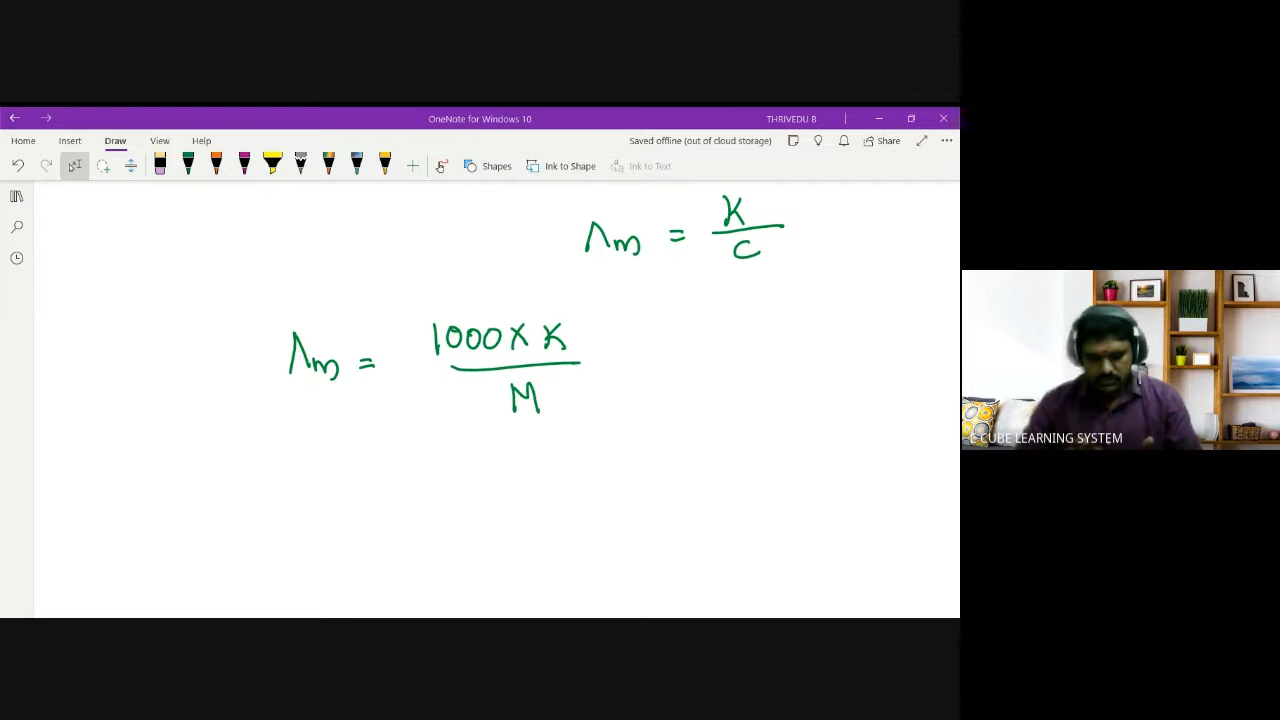 OneNote for Windows 10
THRIVEDU B
Home Insert Draw View Help
Saved offline (out of cloud storage)
Share
Shapes
Ink to Shape
Ink to Text
Λm = K / C
Λm = 1000 X K / M
C CUBE LEARNING SYSTEM